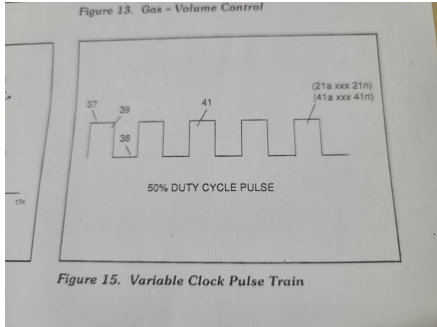 Figure 13. Gas - Volume Control
37
39
41
(21a xxx 21n)
(41a xxx 41n)
38
50% DUTY CYCLE PULSE
17n
Figure 15. Variable Clock Pulse Train